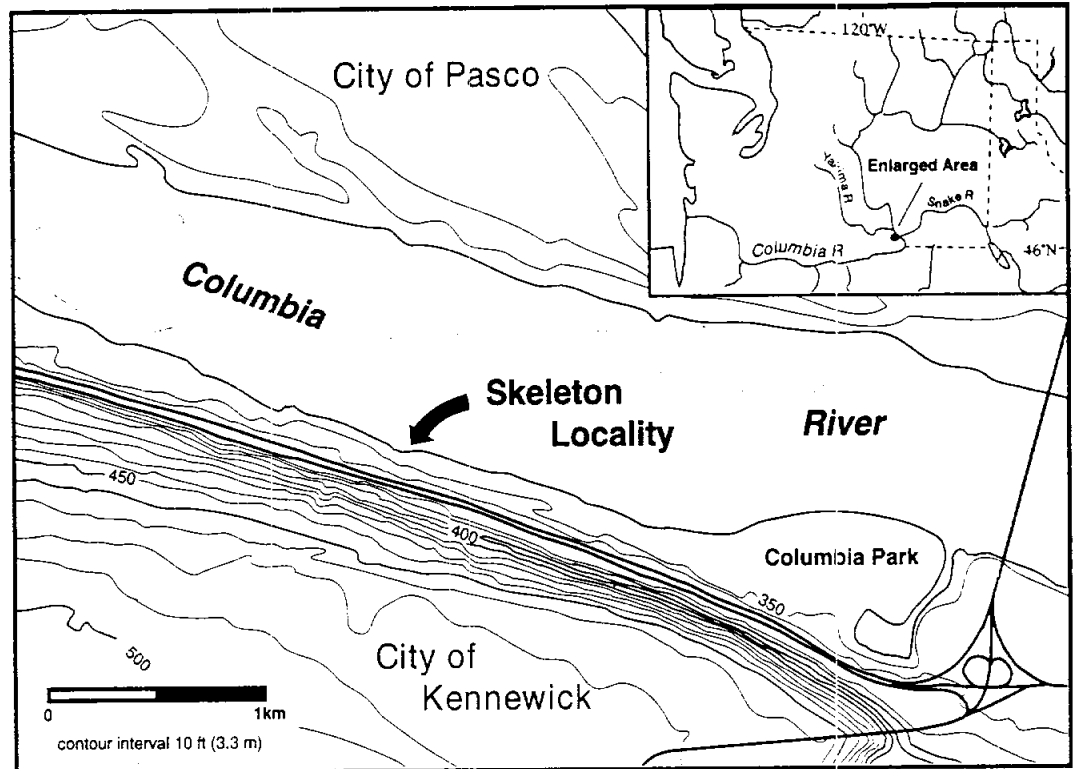 City of Pasco
120°W
Yakima R
Enlarged Area
Snake R
Columbia R
46°N
Columbia
Skeleton
Locality
River
450
400
Columbia Park
350
500
City of
Kennewick
0
1km
contour interval 10 ft (3.3 m)